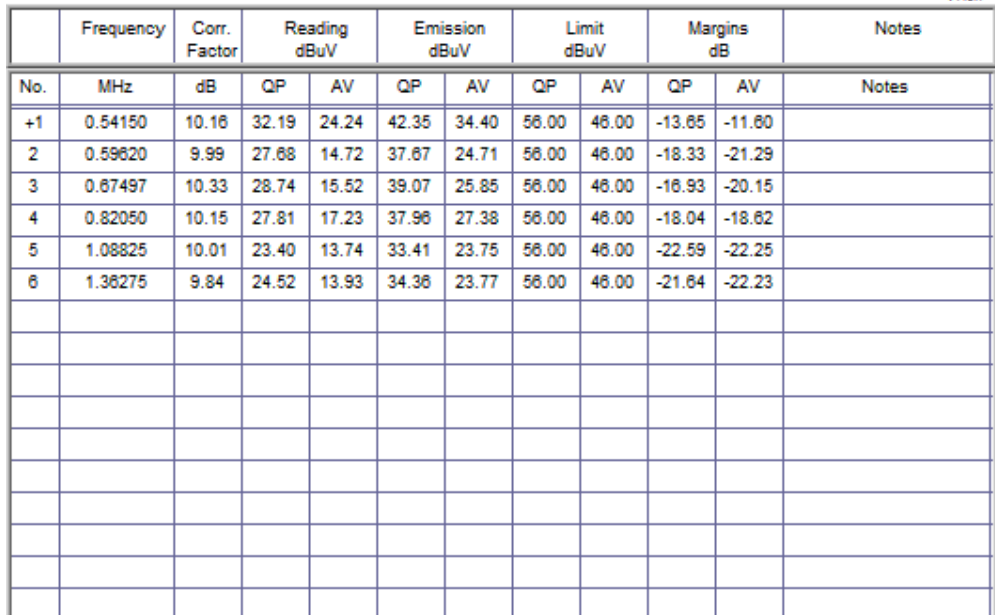 Frequency Corr. Factor Reading dBuV Emission dBuV Limit dBuV Margins dB Notes
No. MHz dB QP AV QP AV QP AV QP AV Notes
+1 0.54150 10.16 32.19 24.24 42.35 34.40 56.00 46.00 -13.65 -11.60
2 0.59620 9.99 27.68 14.72 37.67 24.71 56.00 46.00 -18.33 -21.29
3 0.67497 10.33 28.74 15.52 39.07 25.85 56.00 46.00 -16.93 -20.15
4 0.82050 10.15 27.81 17.23 37.96 27.38 56.00 46.00 -18.04 -18.62
5 1.08825 10.01 23.40 13.74 33.41 23.75 56.00 46.00 -22.59 -22.25
6 1.36275 9.84 24.52 13.93 34.36 23.77 56.00 46.00 -21.64 -22.23